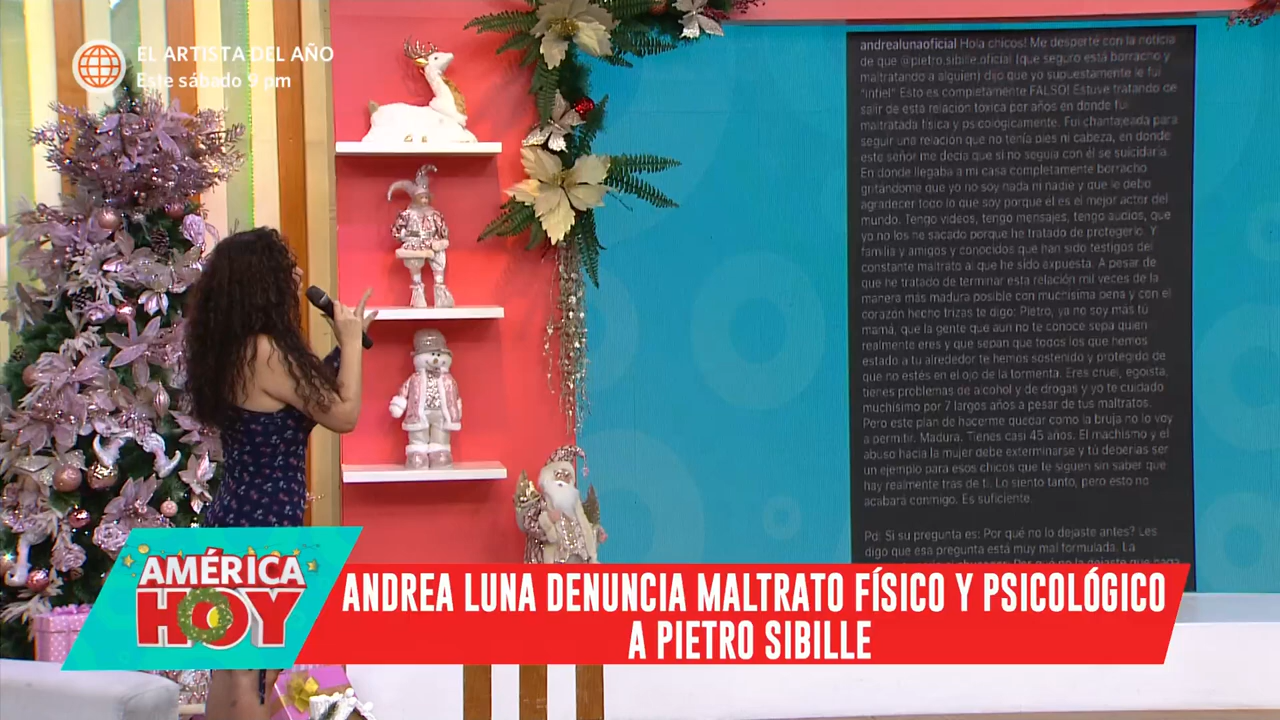 EL ARTISTA DEL AÑO
Este sábado 9 pm
andrealunaoficial Hola chicos! Me desperté con la noticia
de que @pietro.sibille.oficial (que seguro está borracho y
maltratando a alguien) dijo que yo supuestamente le fui
"infiel" Esto es completamente FALSO! Estuve tratando de
salir de esta relación toxica por años en donde fui
maltratada física y psicológicamente. Fui chantajeada para
seguir una relación que no tenía pies ni cabeza, en donde
este señor me decia que si no seguía con él se suicidaría.
En donde llegaba a mi casa completamente borracho
gritándome que yo no soy nada ni nadie y que le debo
agradecer todo lo que soy porque el es el mejor actor del
mundo. Tengo videos, tengo mensajes, tengo audios, que
yo no los he sacado porque he tratado de protegerlo. Y
familia y amigos y conocidos que han sido testigos del
constante maltrato al que he sido expuesta. A pesar de
que he tratado de terminar esta relación mil veces de la
manera más madura posible con muchísima pena y con el
corazón hecho trizas te digo: Pietro, ya no soy más tu
mamá, que la gente que aun no te conoce sepa quien
realmente eres y que sepan que todos los que hemos
estado a tu alrededor te hemos sostenido y protegido de
que no estés en el ojo de la tormenta. Eres cruel, egoista,
tienes problemas de alcohol y de drogas y yo te cuidado
muchísimo por 7 largos años a pesar de tus maltratos.
Pero este plan de hacerme quedar como la bruja no lo voy
a permitir. Madura. Tienes casi 45 años. El machismo y el
abuso hacia la mujer debe exterminarse y tú deberías ser
un ejemplo para esos chicos que te siguen sin saber que
hay realmente tras de ti. Lo siento tanto, pero esto no
acabará conmigo. Es suficiente.
Pd: Si su pregunta es: Por qué no lo dejaste antes? Les
digo que esa pregunta está muy mal formulada. La
AMÉRICA
HOY
ANDREA LUNA DENUNCIA MALTRATO FÍSICO Y PSICOLÓGICO
A PIETRO SIBILLE